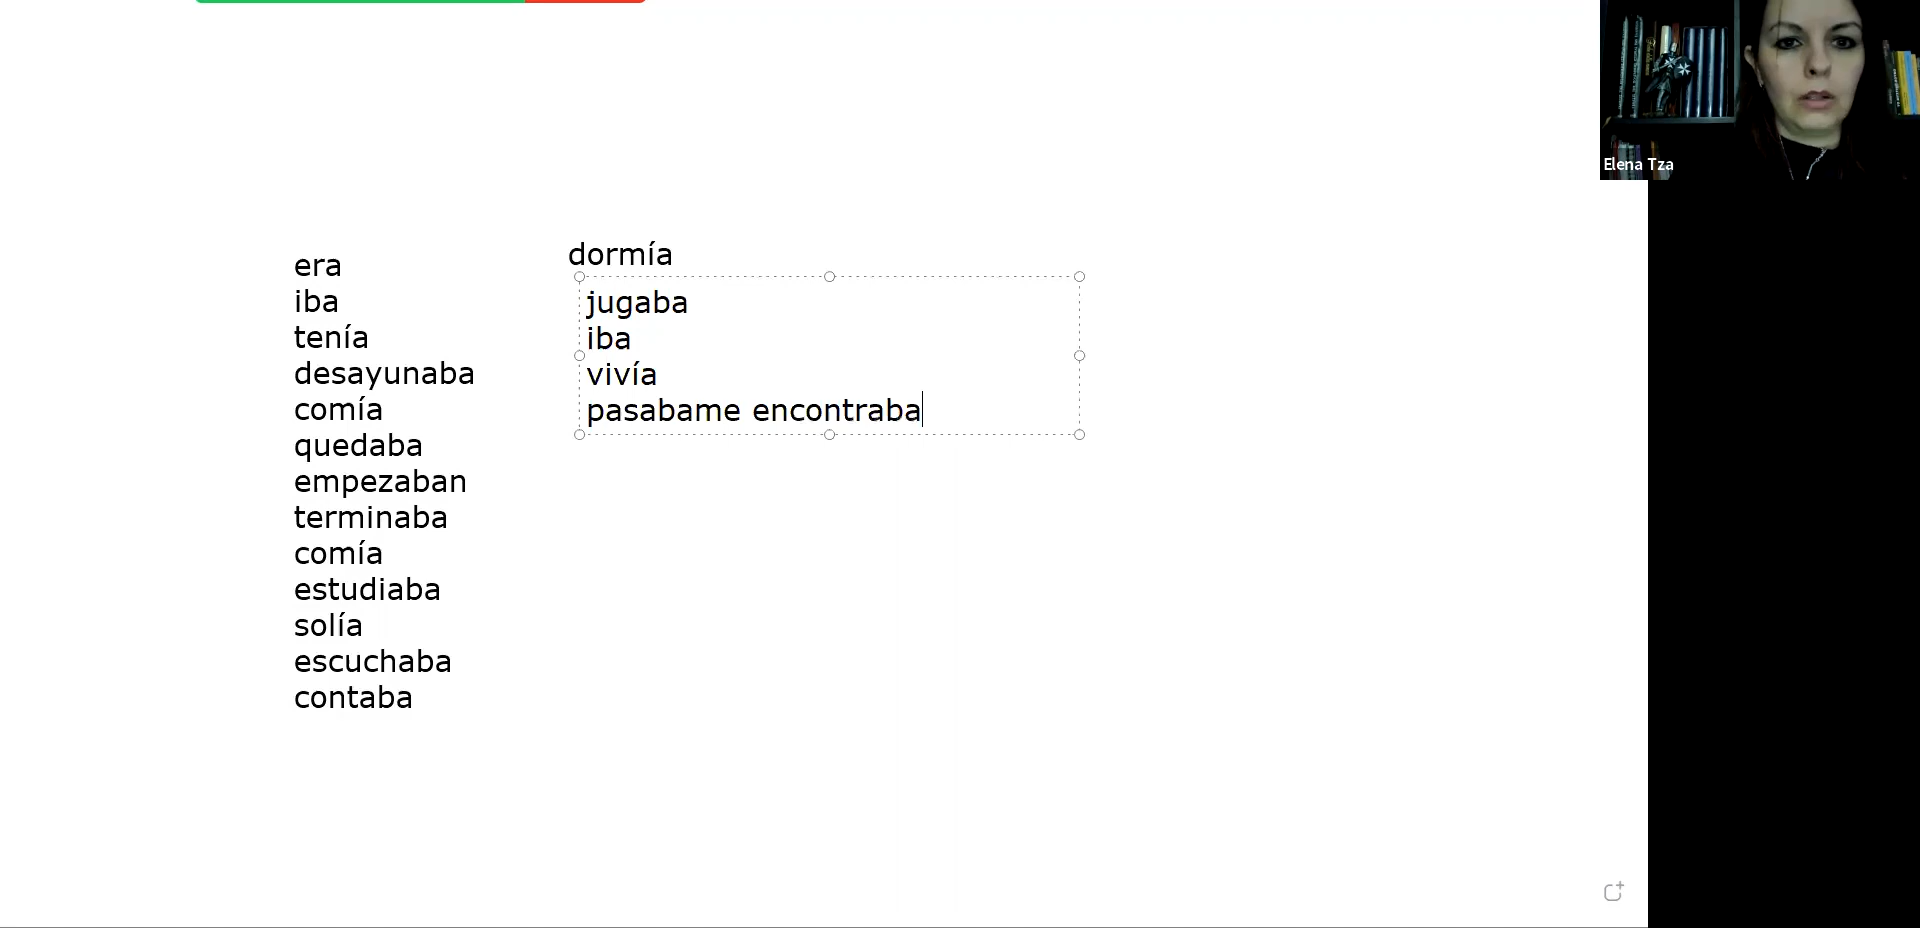 era
iba
tenía
desayunaba
comía
quedaba
empezaban
terminaba
comía
estudiaba
solía
escuchaba
contaba
dormía
jugaba
iba
vivía
pasabame encontraba
Elena Tza